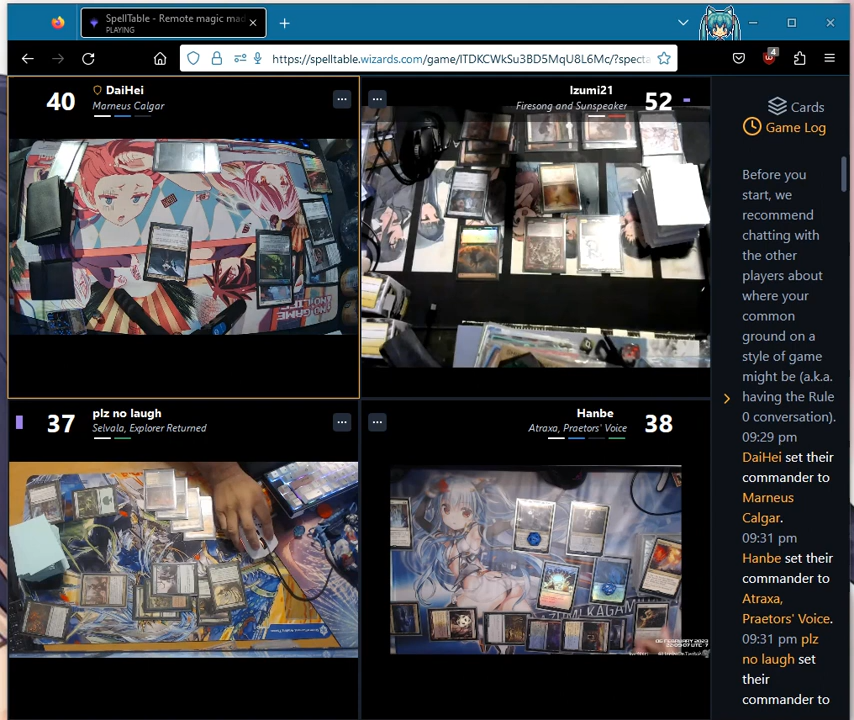 SpellTable - Remote magic mad
PLAYING
https://spelltable.wizards.com/game/ITDKCWkSu3BD5MqU8L6Mc/?specta
4
40
DaiHei
Marneus Calgar
Izumi21
Firesong and Sunspeaker
52
37
plz no laugh
Selvala, Explorer Returned
Hanbe
Atraxa, Praetors' Voice
38
Cards
Game Log
Before you
start, we
recommend
chatting with
the other
players about
where your
common
ground on a
style of game
might be (a.k.a.
having the Rule
0 conversation).
09:29 pm
DaiHei set their
commander to
Marneus
Calgar.
09:31 pm
Hanbe set their
commander to
Atraxa,
Praetors' Voice.
09:31 pm plz
no laugh set
their
commander to
NO GAME